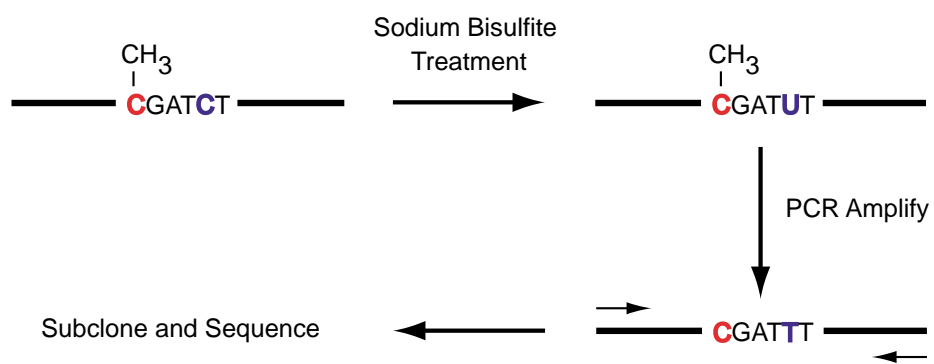 Sodium Bisulfite
Treatment
CH3
CGATCT
CH3
CGATUT
PCR Amplify
Subclone and Sequence
CGATTT